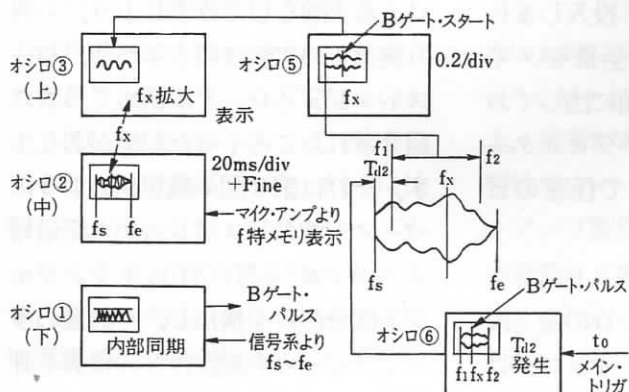 Bゲート・スタート
オシロ③
(上)
fx 拡大
表示
オシロ⑤
fx
0.2/div
fx
オシロ②
(中)
fs
fe
20ms/div
+Fine
マイク・アンプより
f特メモリ表示
f1
f2
Td2
fx
fs
fe
オシロ①
(下)
内部同期
Bゲート・
パルス
信号系より
fs~fe
Bゲート・パルス
オシロ⑥
f1fxf2
Td2
発生
t0
メイン・
トリガ